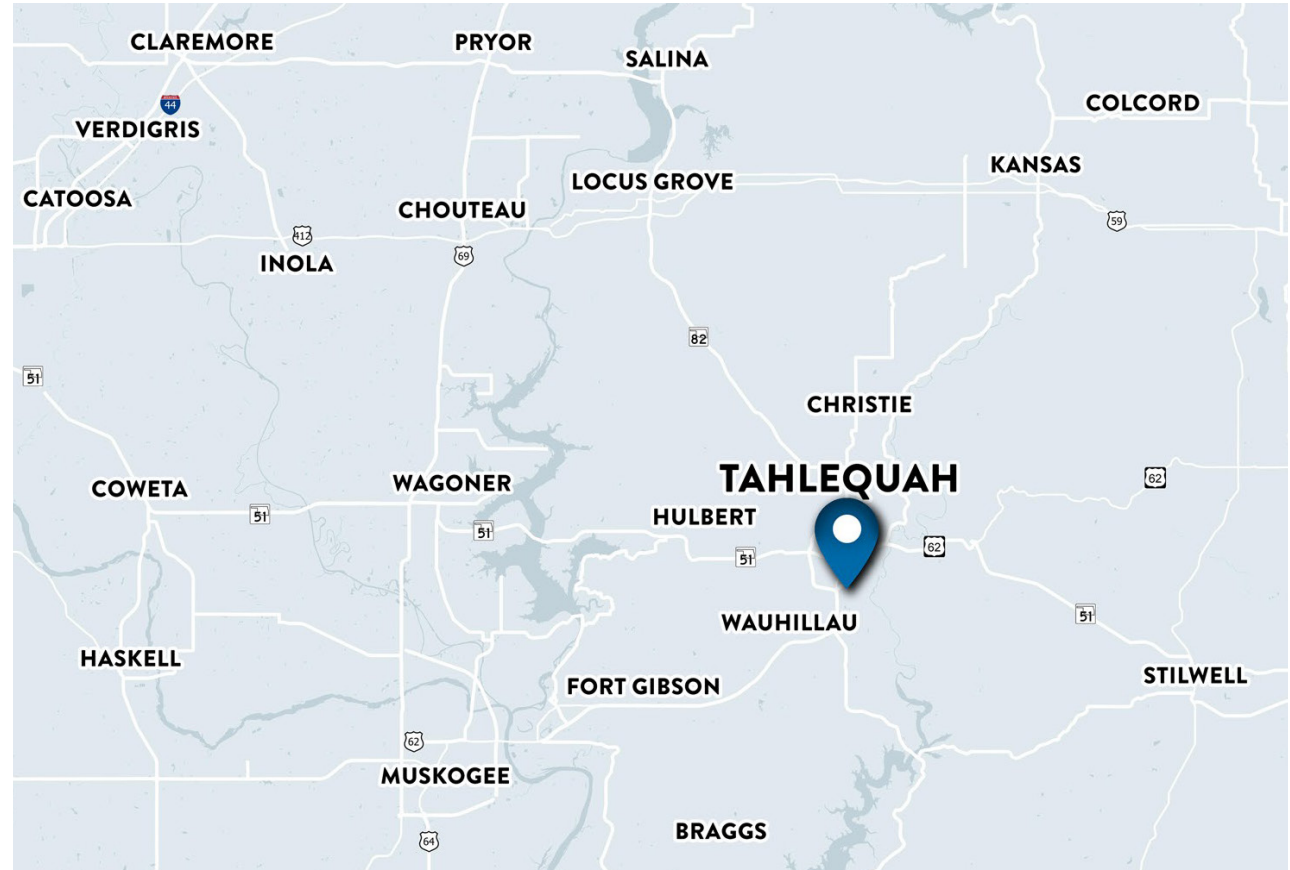 CLAREMORE
PRYOR
SALINA
44
COLCORD
VERDIGRIS
KANSAS
LOCUS GROVE
CATOOSA
CHOUTEAU
59
412
69
INOLA
82
51
CHRISTIE
TAHLEQUAH
62
WAGONER
COWETA
51
HULBERT
51
62
51
51
WAUHILLAU
HASKELL
STILWELL
FORT GIBSON
62
MUSKOGEE
BRAGGS
64